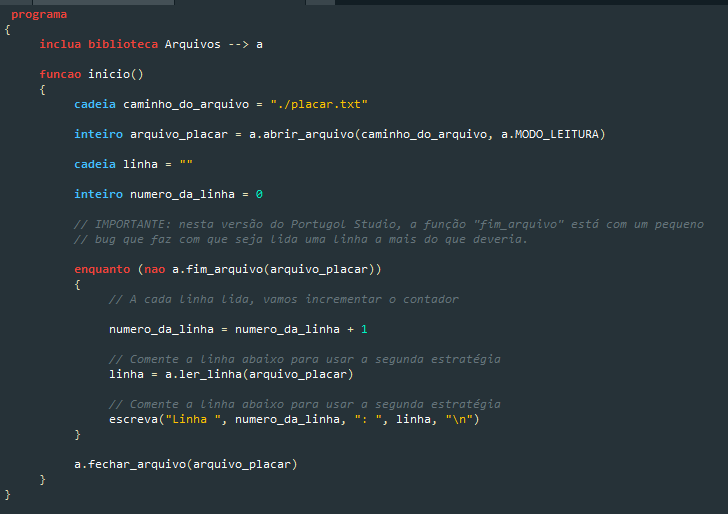 programa
{
inclua biblioteca Arquivos --> a
funcao inicio()
{
cadeia caminho_do_arquivo = "./placar.txt"
inteiro arquivo_placar = a.abrir_arquivo(caminho_do_arquivo, a.MODO_LEITURA)
cadeia linha = ""
inteiro numero_da_linha = 0
// IMPORTANTE: nesta versão do Portugol Studio, a função "fim_arquivo" está com um pequeno
// bug que faz com que seja lida uma linha a mais do que deveria.
enquanto (nao a.fim_arquivo(arquivo_placar))
{
// A cada linha lida, vamos incrementar o contador
numero_da_linha = numero_da_linha + 1
// Comente a linha abaixo para usar a segunda estratégia
linha = a.ler_linha(arquivo_placar)
// Comente a linha abaixo para usar a segunda estratégia
escreva("Linha ", numero_da_linha, ": ", linha, "\n")
}
a.fechar_arquivo(arquivo_placar)
}
}